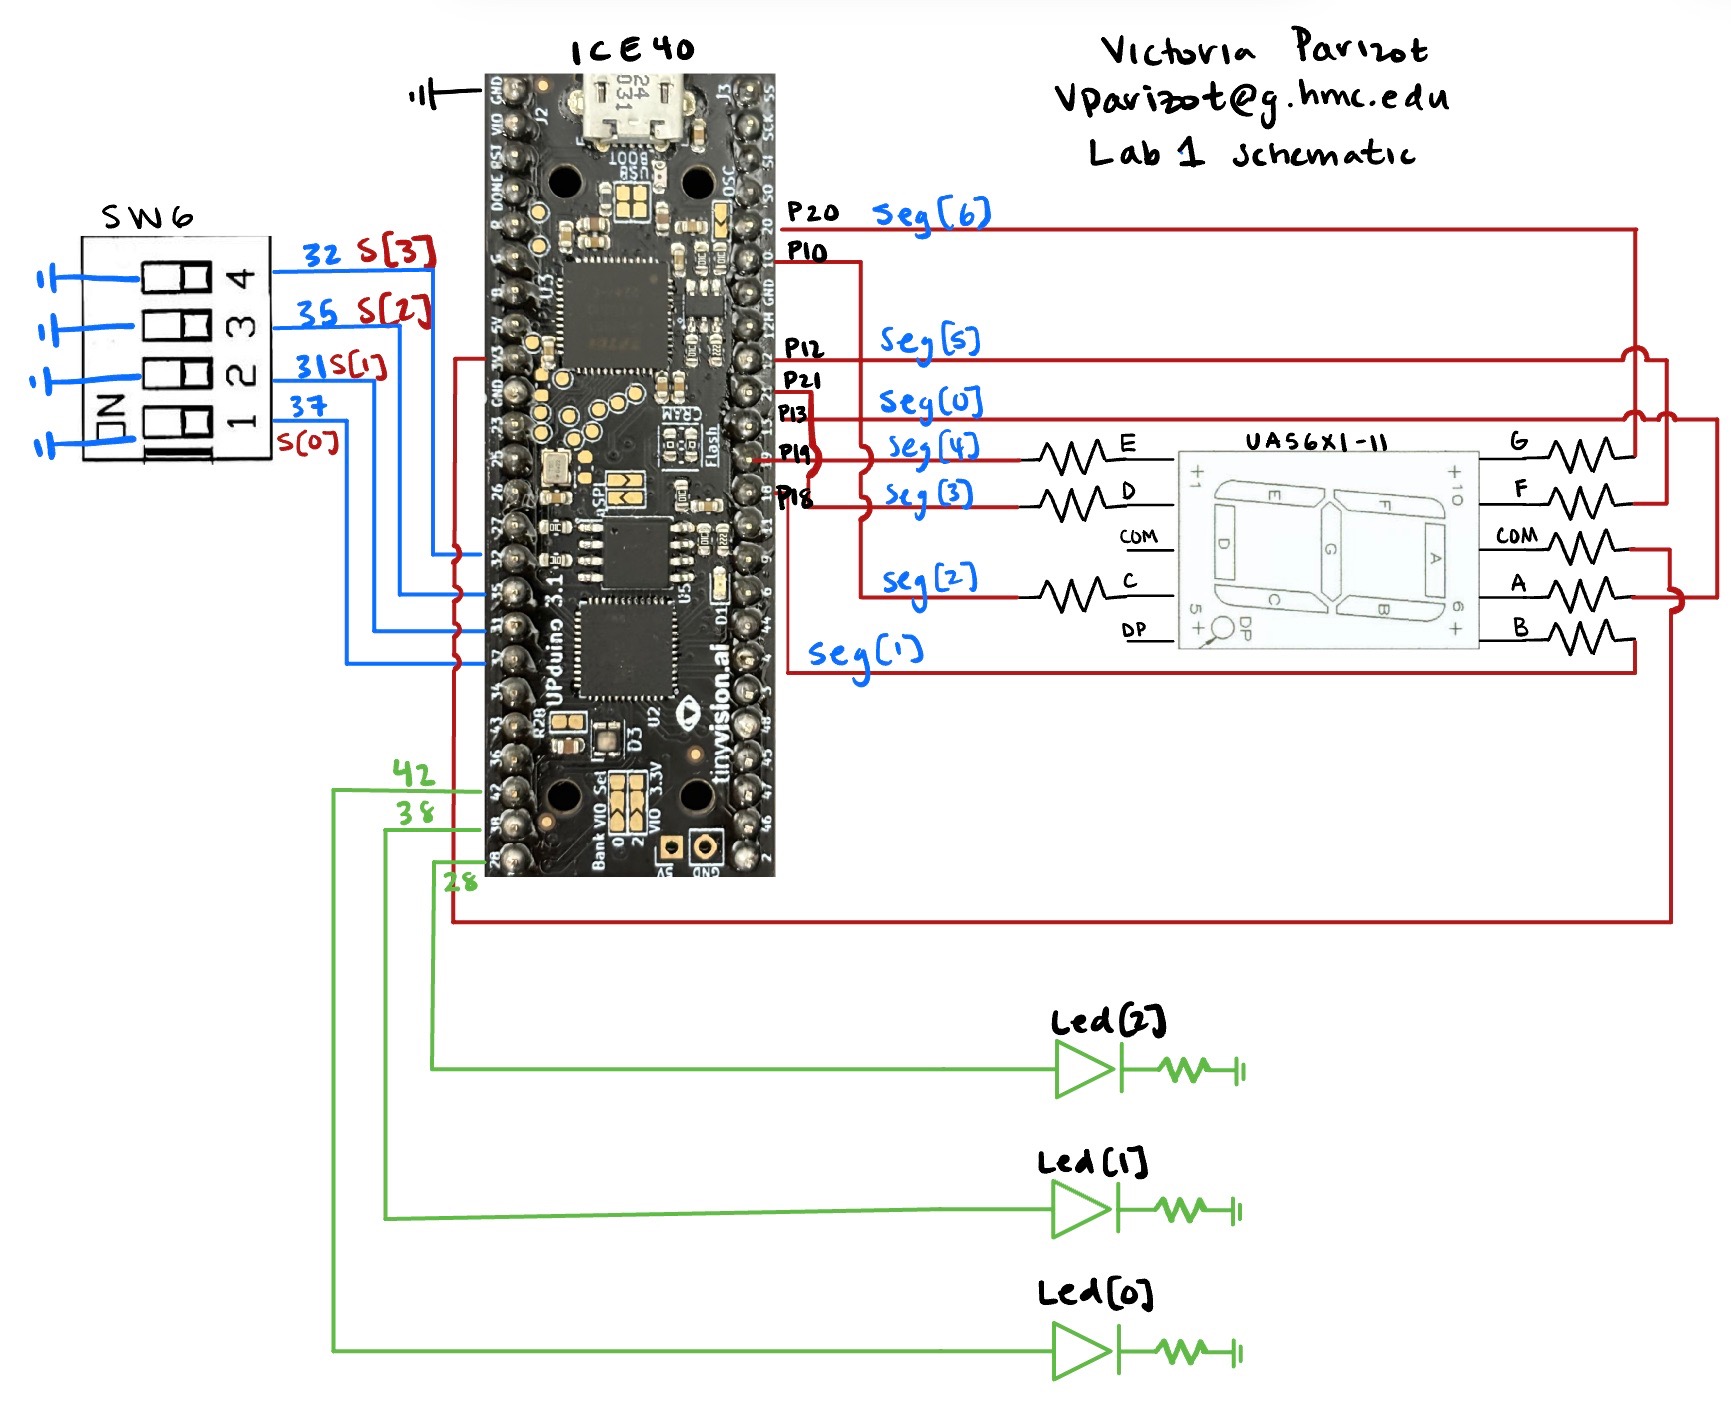 ICE40
Victoria Parizot
Vparizot@g.hmc.edu
Lab 1 schematic
SW6
32 S[3]
35 S[2]
31 S[1]
37
S[0]
4
3
2
1
ON
GND
VIO
RST
DONE
R
G
B
5V
3V3
GND
23
25
26
27
32
35
31
37
34
43
36
42
38
28
J2
J3
24
031
BOOT
USB
OSC
U3
CRAM
Flash
SPI
U5
D1
UPduino 3.1
tinyvision.ai
U2
R28
D3
Bank VIO Sel
3.3V
VIO
0
2
5V
GND
SS
SCK
SI
SO
20
10
GND
12M
12
21
13
19
18
11
9
6
44
4
3
48
45
47
46
2
P20 seg[6]
P10
P12 seg[5]
P21
P13 seg[0]
P19 seg[4]
P18 seg[3]
seg[2]
seg[1]
UA56X1-11
E
D
COM
C
DP
G
F
COM
A
B
+1
+10
5+
6+
E
F
D
G
A
C
B
DP
42
38
28
Led[2]
Led[1]
Led[0]